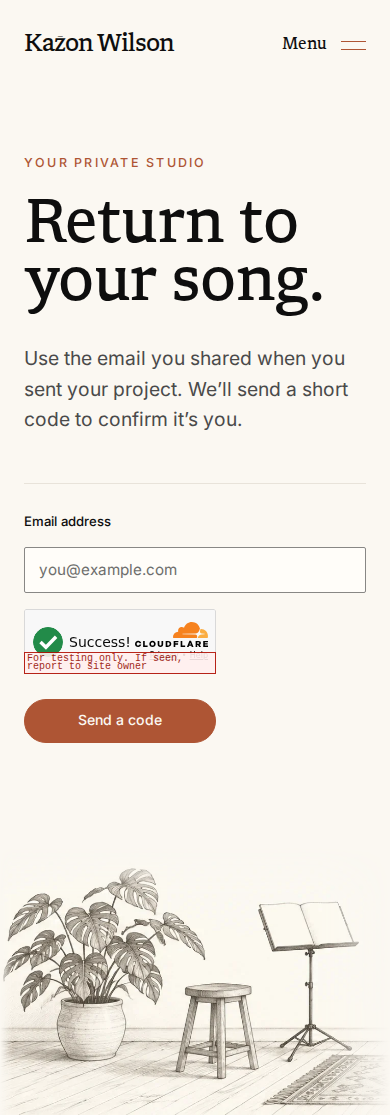 Kazon Wilson
Menu
YOUR PRIVATE STUDIO
Return to
your song.
Use the email you shared when you
sent your project. We’ll send a short
code to confirm it’s you.
Email address
you@example.com
Success!
CLOUDFLARE
For testing only. If seen,
report to site owner
Send a code